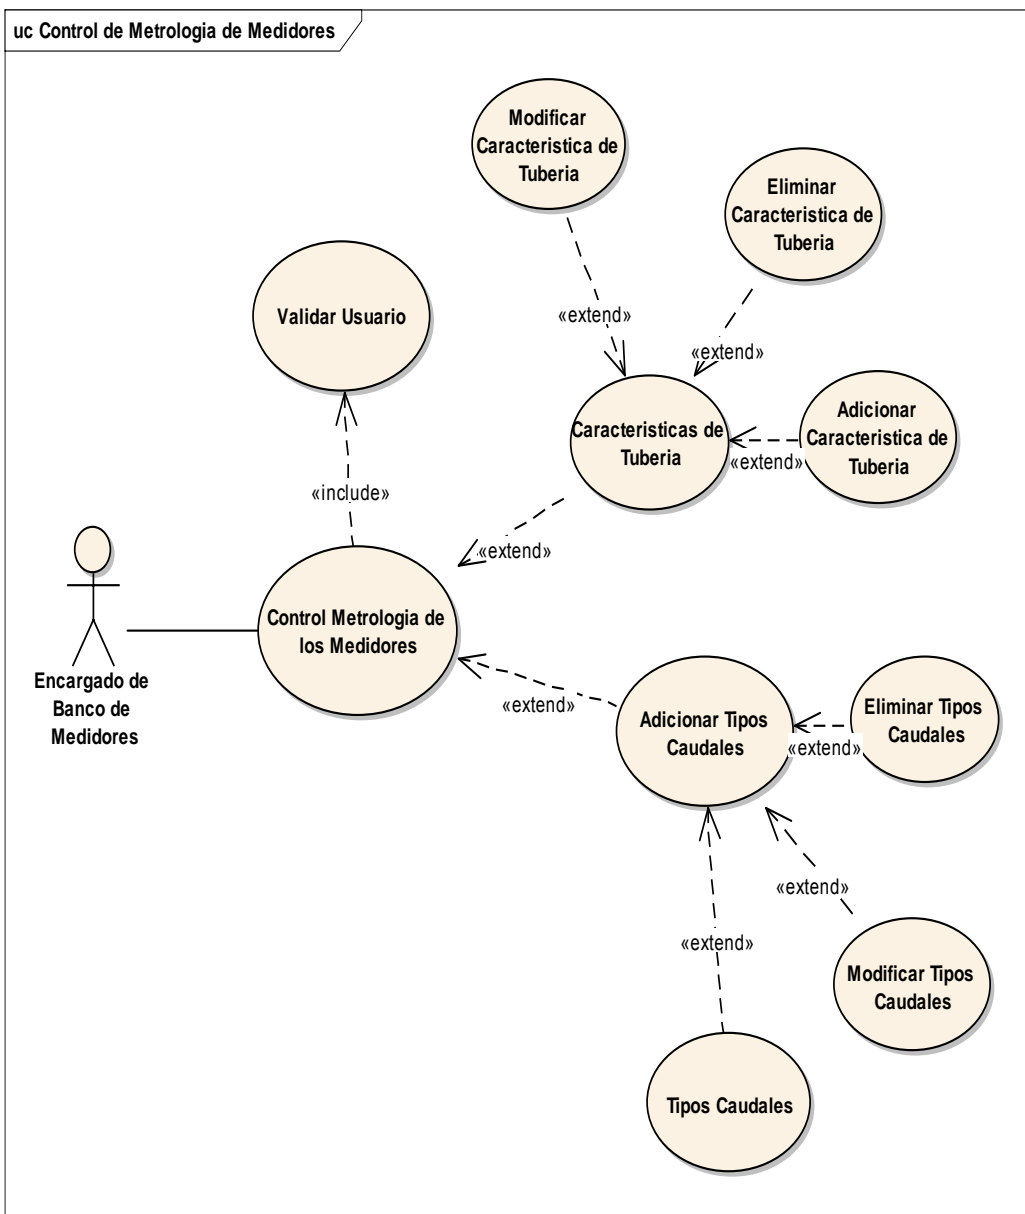 uc Control de Metrologia de Medidores
Modificar
Caracteristica de
Tuberia
Eliminar
Caracteristica de
Tuberia
Validar Usuario
«extend»
«extend»
Caracteristicas de
Tuberia
Adicionar
Caracteristica de
Tuberia
«extend»
«include»
«extend»
Control Metrologia de
los Medidores
Encargado de
Banco de
Medidores
«extend»
Adicionar Tipos
Caudales
Eliminar Tipos
Caudales
«extend»
«extend»
«extend»
Modificar Tipos
Caudales
Tipos Caudales